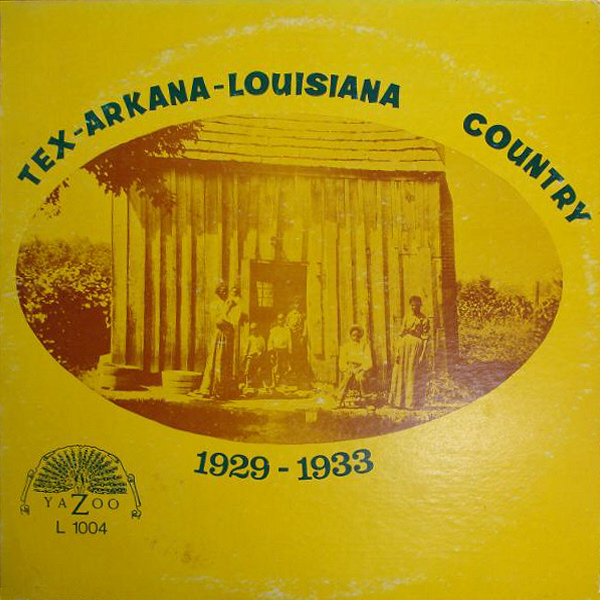 TEX-ARKANA-LOUISIANA COUNTRY
1929-1933
YAZOO
L 1004